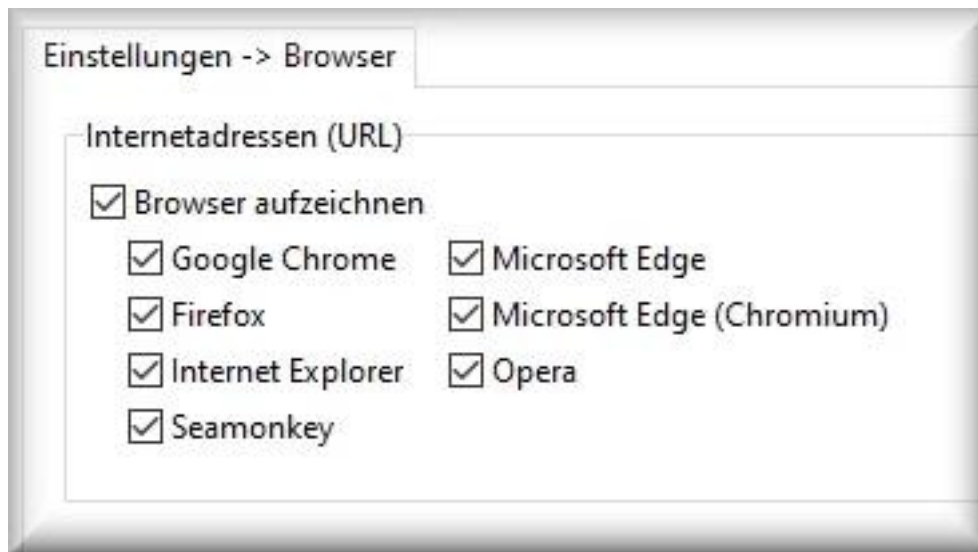 Einstellungen -> Browser
Internetadressen (URL)
Browser aufzeichnen
Google Chrome
Microsoft Edge
Firefox
Microsoft Edge (Chromium)
Internet Explorer
Opera
Seamonkey